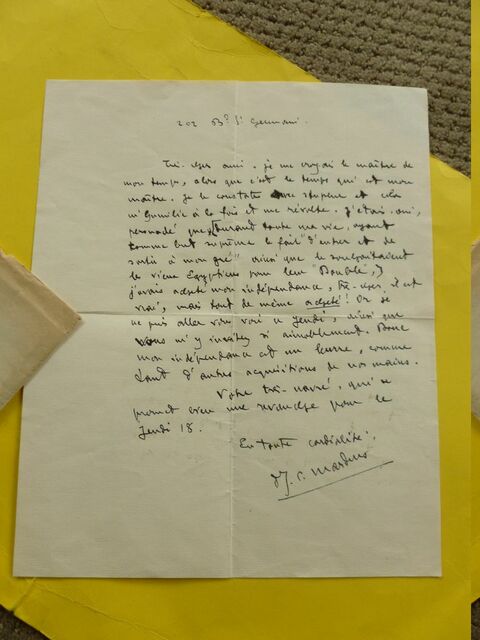 202 Bd St Germain.
Très cher ami. je me croyais le maître de
mon temps, alors que c'est le temps qui est mon
maître. Je le constate avec stupeur et cela
m'humilie à la fois et me révolte. J'étais, ami,
persuadé que, durant toute ma vie, ayant
comme but suprême le fait "d'entrer et de
sortir à mon gré" ainsi que le souhaitaient
les vieux Egyptiens pour leur "Double",
j'avais acheté mon indépendance, très cher, il est
vrai, mais tout de même acheté! Or je
ne puis aller vous voir ce Jeudi, ainsi que
Vous m'y invitez si aimablement. Donc
mon indépendance est un leurre, comme
tant d'autres acquisitions de nos mains.
Votre très navré, qui se
promet bien une revanche pour le
Jeudi 18.
En toute cordialité:
J. C. Mardrus